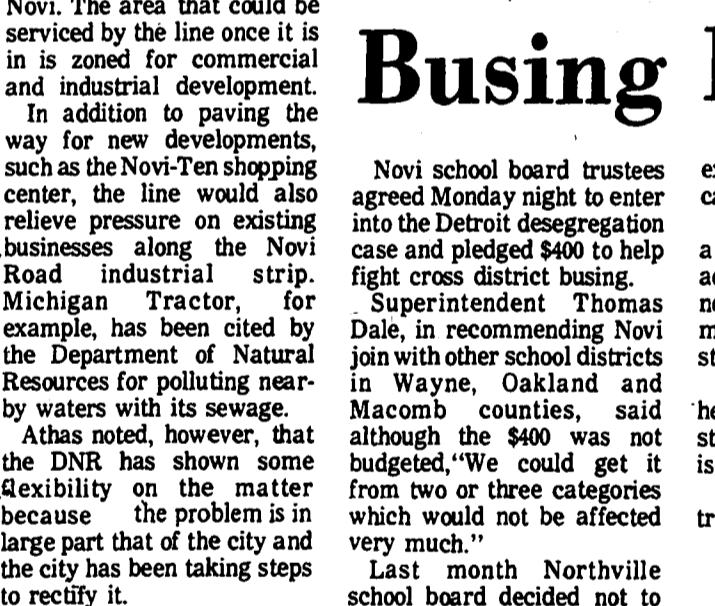 Novi. The area that could be
serviced by the line once it is
in is zoned for commercial
and industrial development.
In addition to paving the
way for new developments,
such as the Novi-Ten shopping
center, the line would also
relieve pressure on existing
businesses along the Novi
Road industrial strip.
Michigan Tractor, for
example, has been cited by
the Department of Natural
Resources for polluting near-
by waters with its sewage.
Athas noted, however, that
the DNR has shown some
flexibility on the matter
because the problem is in
large part that of the city and
the city has been taking steps
to rectify it.
Busing
Novi school board trustees
agreed Monday night to enter
into the Detroit desegregation
case and pledged $400 to help
fight cross district busing.
Superintendent Thomas
Dale, in recommending Novi
join with other school districts
in Wayne, Oakland and
Macomb counties, said
although the $400 was not
budgeted, "We could get it
from two or three categories
which would not be affected
very much."
Last month Northville
school board decided not to